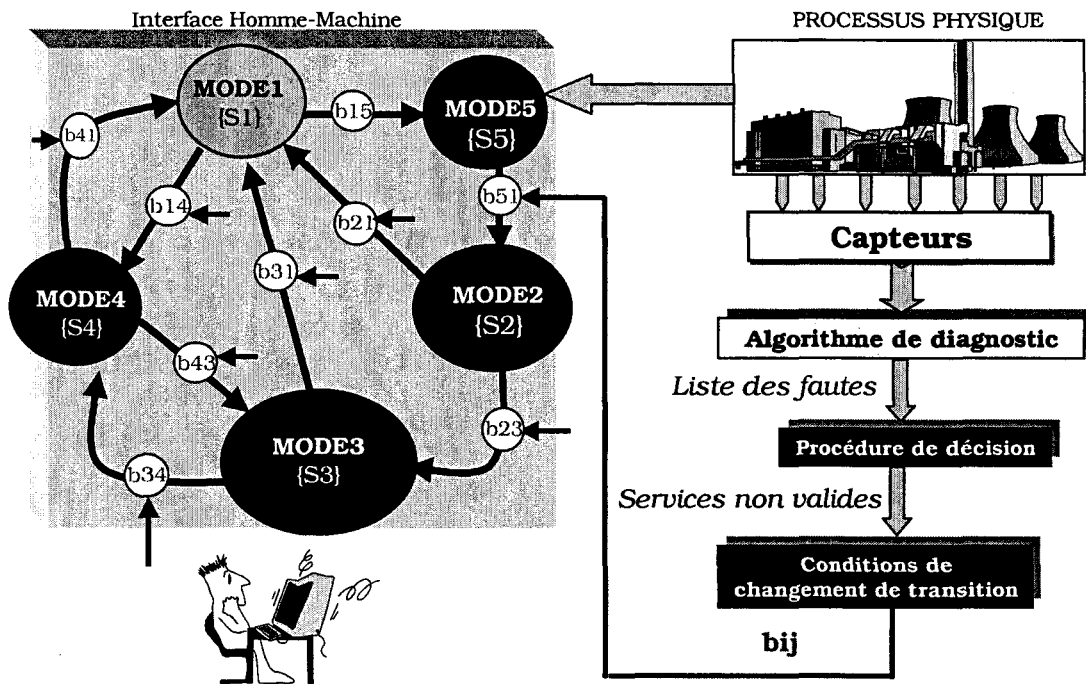 Interface Homme-Machine
PROCESSUS PHYSIQUE
MODE1
{S1}
b15
MODE5
{S5}
b41
b14
b21
b51
b31
MODE4
{S4}
MODE2
{S2}
b43
b23
MODE3
{S3}
b34
Capteurs
Algorithme de diagnostic
Liste des fautes
Procédure de décision
Services non valides
Conditions de
changement de transition
bij